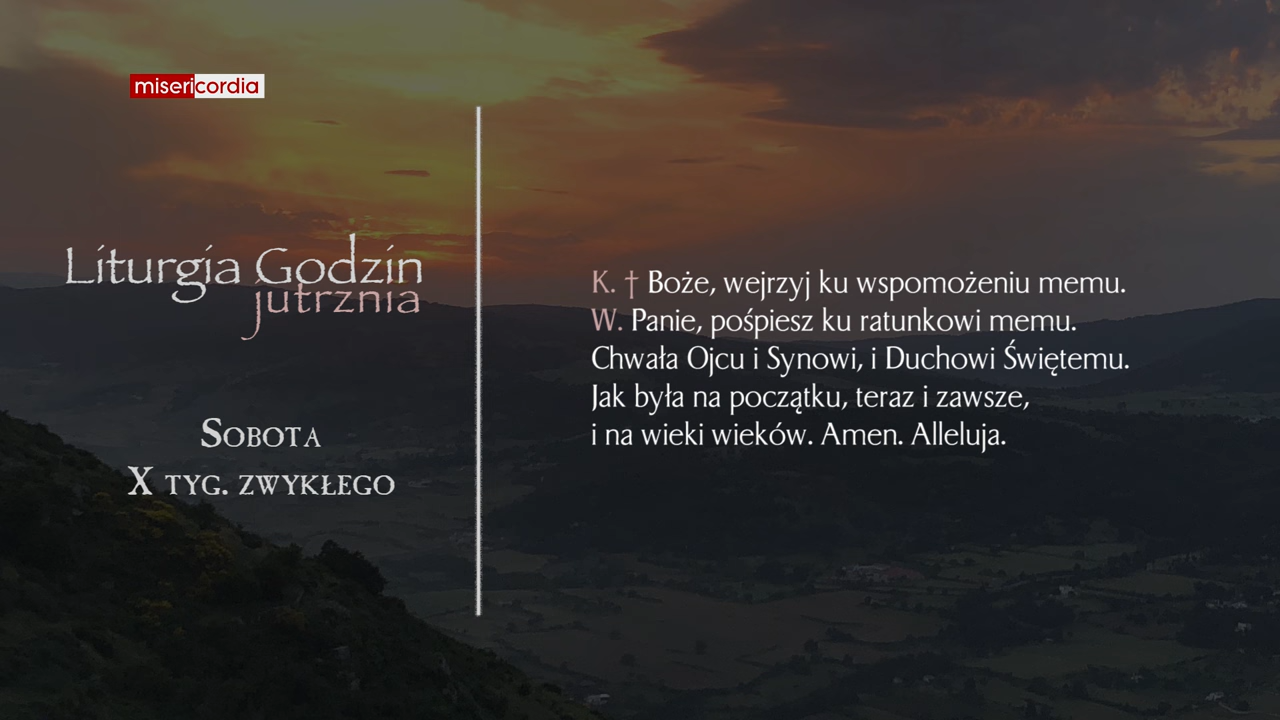 misericordia
Liturgia Godzin
jutrznia
Sobota
X tyg. zwykłego
K. † Boże, wejrzyj ku wspomożeniu memu.
W. Panie, pośpiesz ku ratunkowi memu.
Chwała Ojcu i Synowi, i Duchowi Świętemu.
Jak była na początku, teraz i zawsze,
i na wieki wieków. Amen. Alleluja.